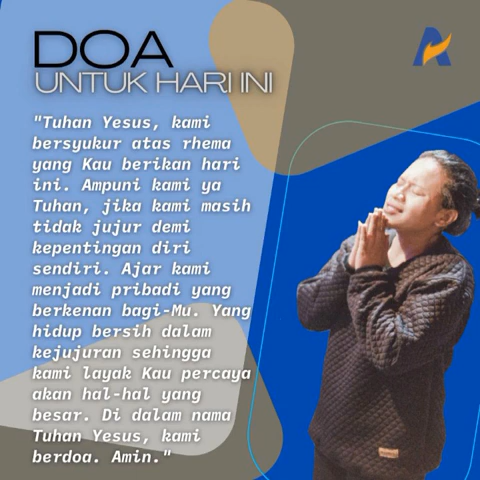 DOA
UNTUK HARI INI
"Tuhan Yesus, kami
bersyukur atas rhema
yang Kau berikan hari
ini. Ampuni kami ya
Tuhan, jika kami masih
tidak jujur demi
kepentingan diri
sendiri. Ajar kami
menjadi pribadi yang
berkenan bagi-Mu. Yang
hidup bersih dalam
kejujuran sehingga
kami layak Kau percaya
akan hal-hal yang
besar. Di dalam nama
Tuhan Yesus, kami
berdoa. Amin."